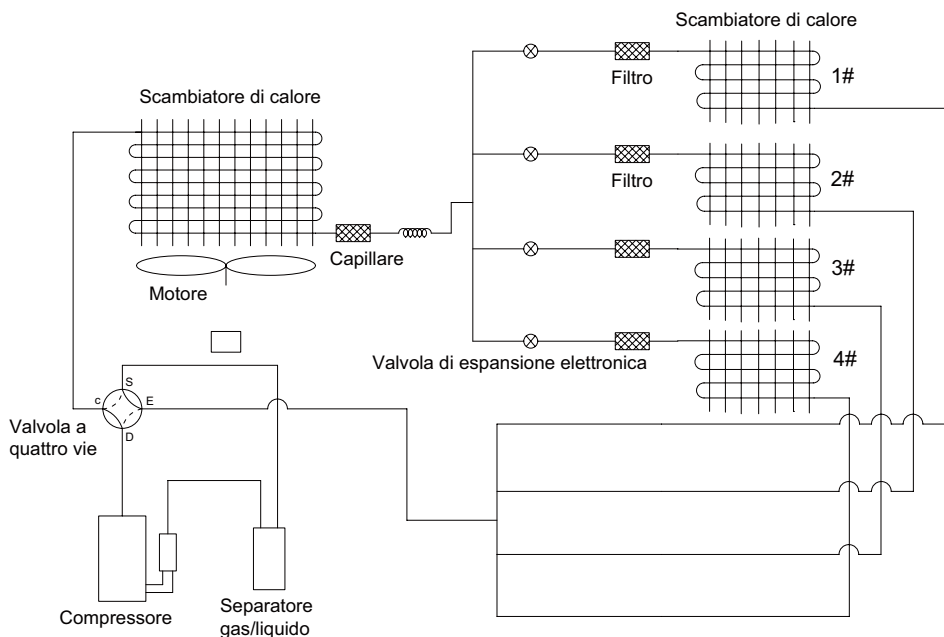 Scambiatore di calore
Scambiatore di calore
1#
Filtro
2#
Filtro
Capillare
3#
Motore
Valvola di espansione elettronica
4#
S
c
E
D
Valvola a
quattro vie
Compressore
Separatore
gas/liquido